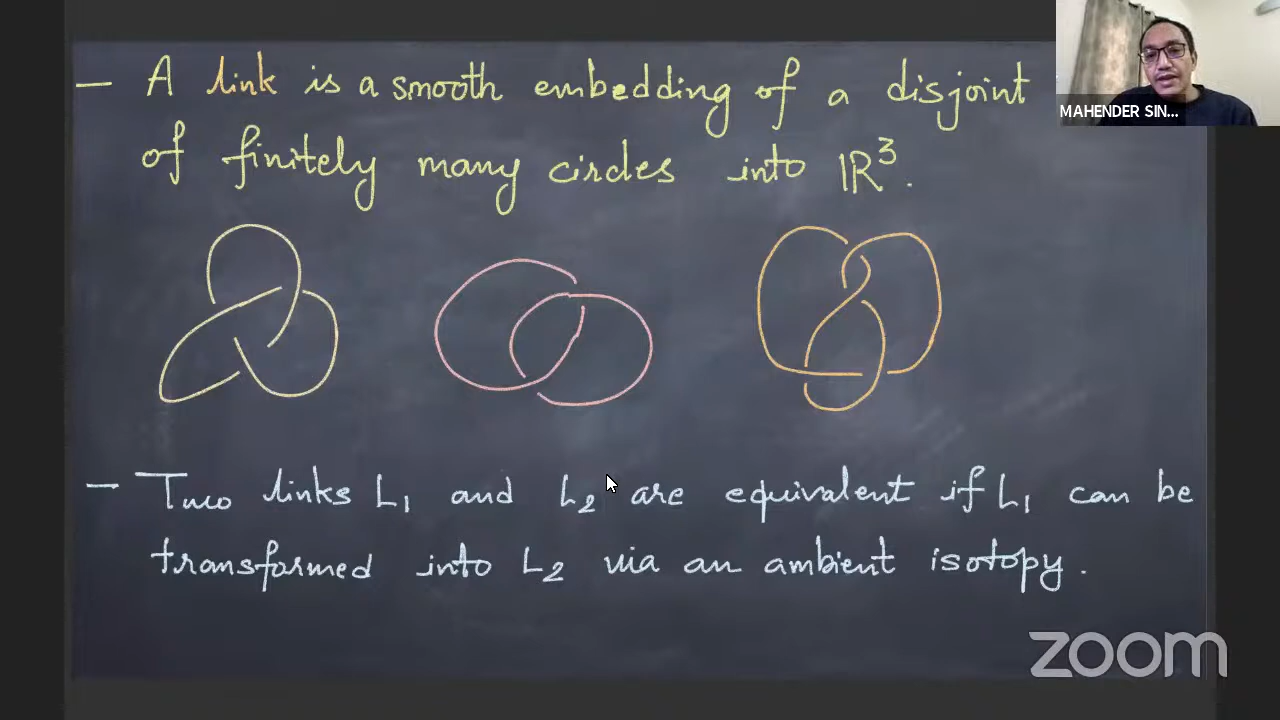 — A link is a smooth embedding of a disjoint
of finitely many circles into ℝ³.
— Two links L₁ and L₂ are equivalent if L₁ can be
transformed into L₂ via an ambient isotopy.
MAHENDER SIN...
zoom